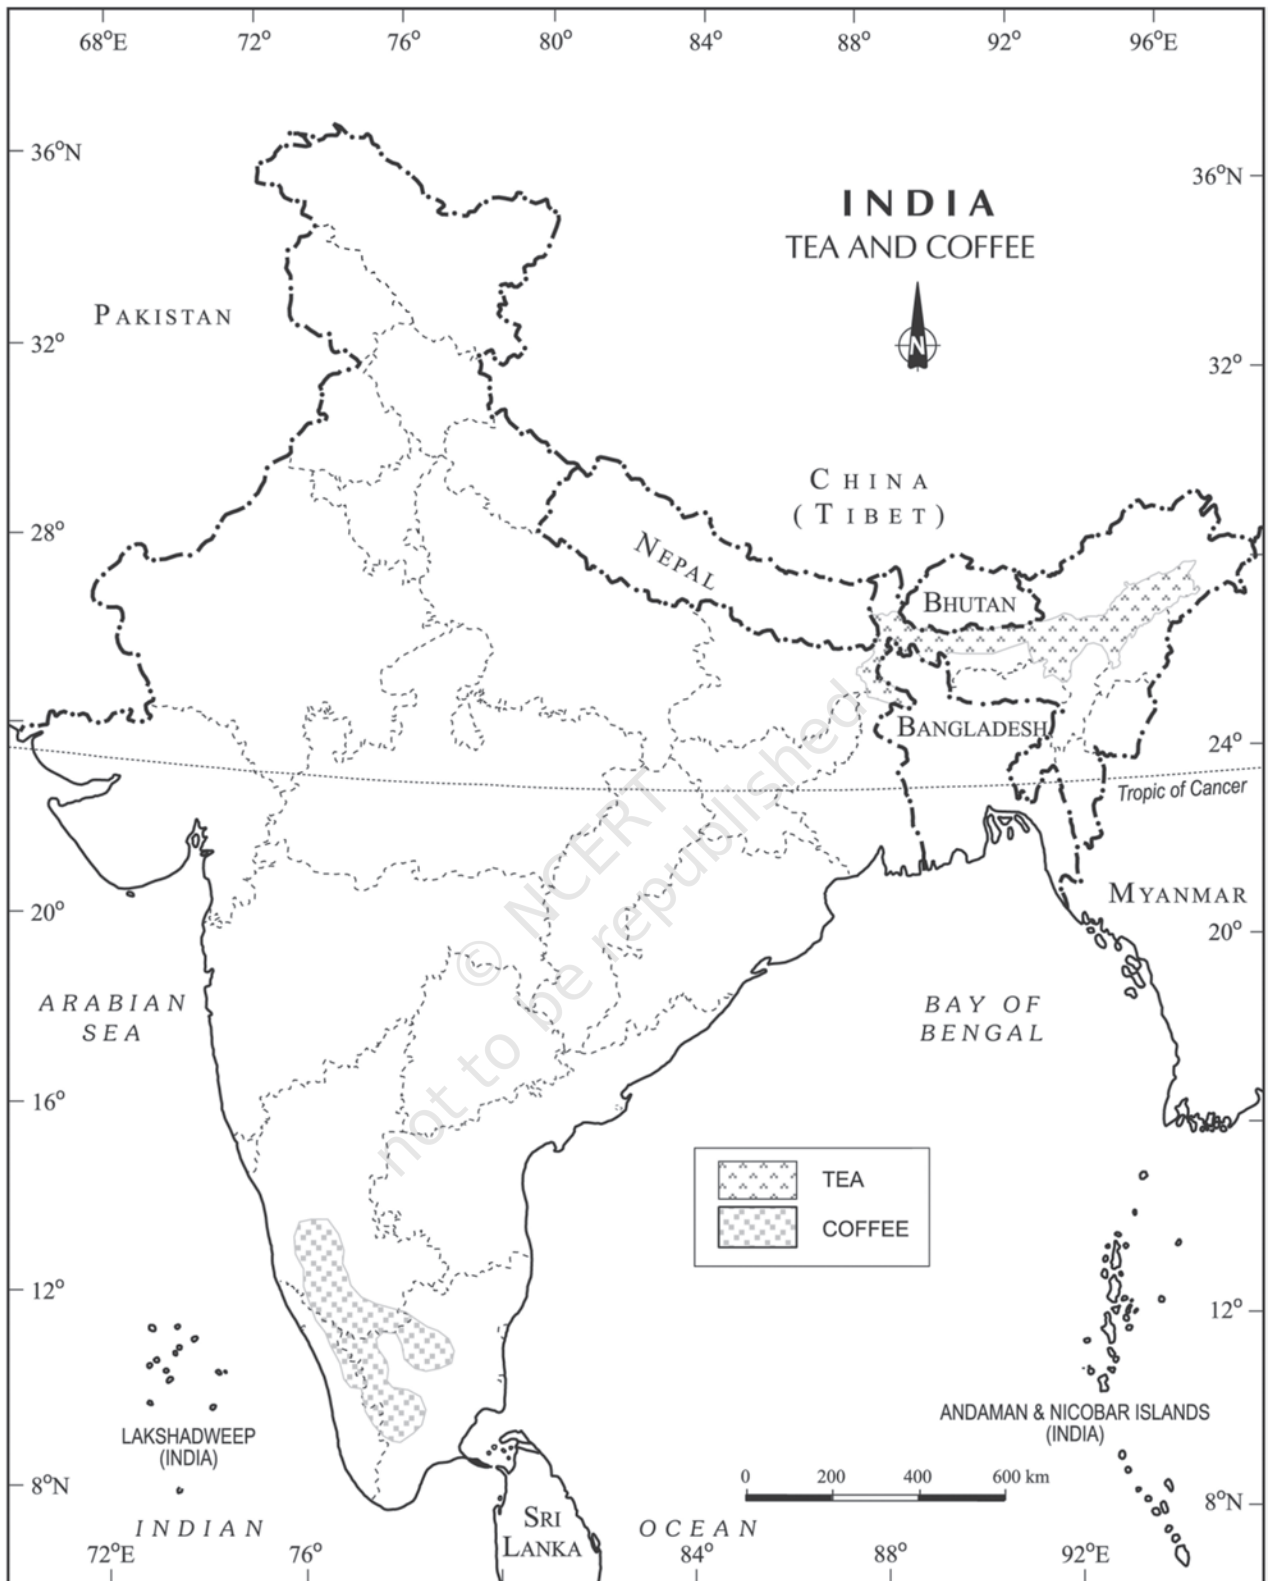 68°E 72° 76° 80° 84° 88° 92° 96°E
36°N
36°N
INDIA
TEA AND COFFEE
N
PAKISTAN
32°
32°
CHINA
(TIBET)
28°
NEPAL
BHUTAN
BANGLADESH
24°
Tropic of Cancer
© NCERT
not to be republished
MYANMAR
20°
20°
ARABIAN
SEA
BAY OF
BENGAL
16°
TEA
COFFEE
12°
12°
LAKSHADWEEP
(INDIA)
ANDAMAN & NICOBAR ISLANDS
(INDIA)
0 200 400 600 km
8°N
8°N
SRI
LANKA
INDIAN OCEAN
72°E 76° 84° 88° 92°E